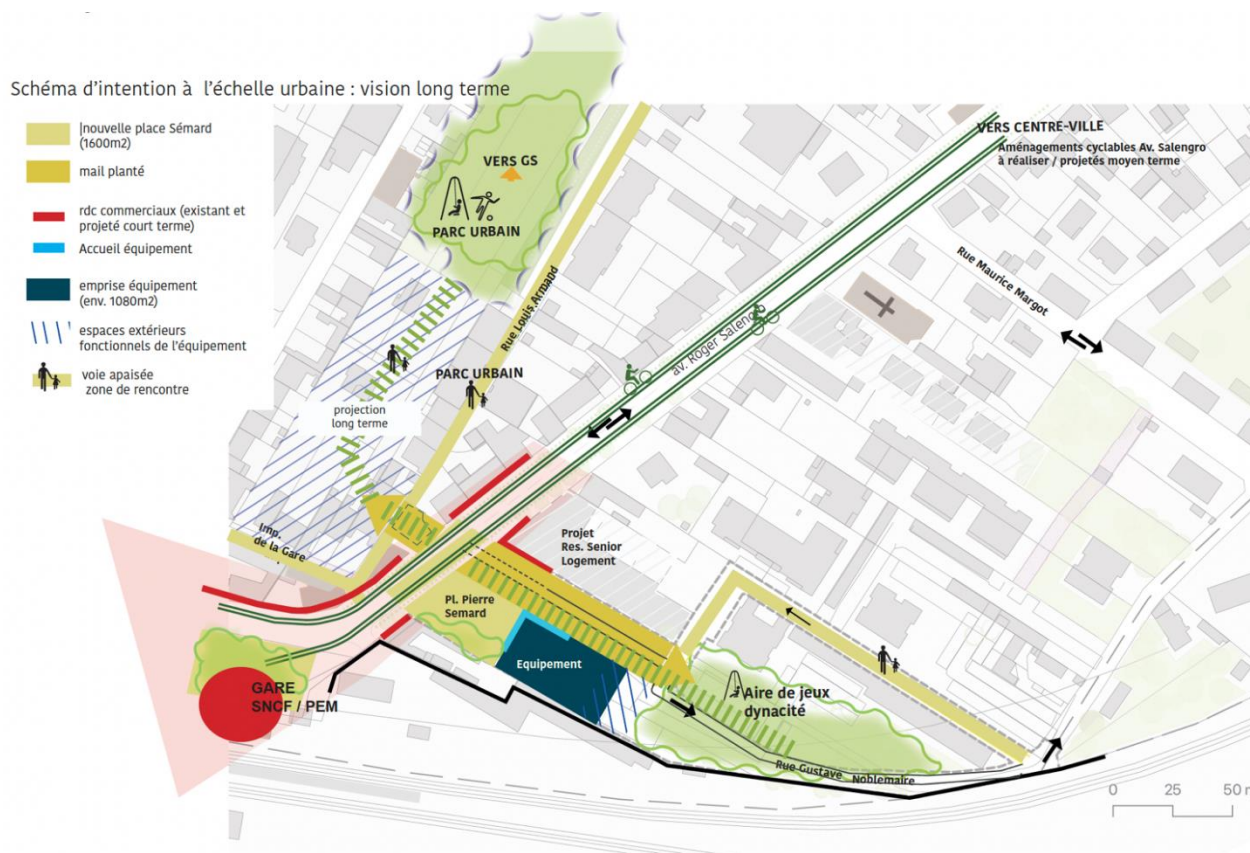 Schéma d'intention à l'échelle urbaine : vision long terme
nouvelle place Sémard
(1600m2)
mail planté
rdc commerciaux (existant et
projeté court terme)
Accueil équipement
emprise équipement
(env. 1080m2)
espaces extérieurs
fonctionnels de l'équipement
voie apaisée
zone de rencontre
VERS GS
PARC URBAIN
VERS CENTRE-VILLE
Aménagements cyclables Av. Salengro
à réaliser / projetés moyen terme
Rue Maurice Margot
Rue Louis Armand
av. Roger Salengro
PARC URBAIN
projection
long terme
Imp.
de la Gare
Projet
Res. Senior
Logement
Pl. Pierre
Semard
Equipement
GARE
SNCF / PEM
Aire de jeux
dynacité
Rue Gustave Noblemaire
0 25 50 m